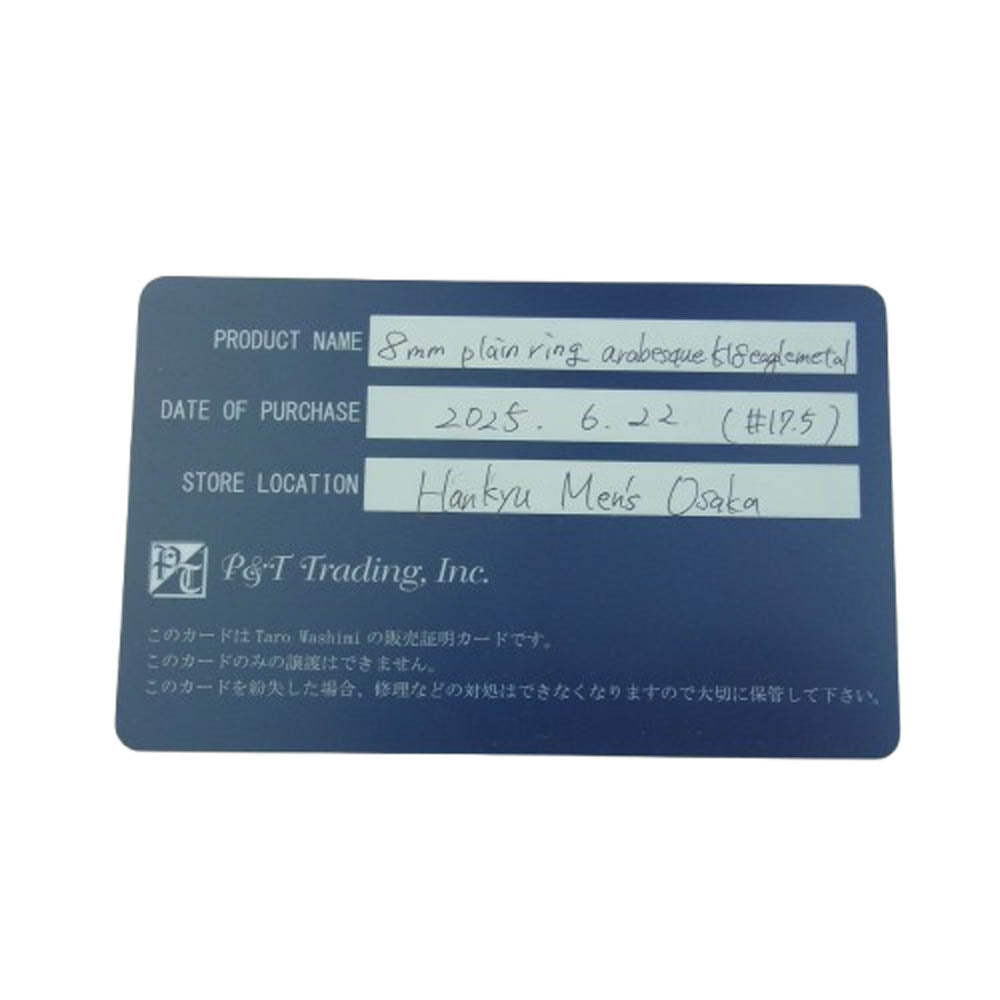 PRODUCT NAME 8mm plain ring arabesque k18eaglemetal
DATE OF PURCHASE 2025. 6. 22 (#17.5)
STORE LOCATION Hankyu Men's Osaka
PT P&T Trading, Inc.
このカードはTaro Washimiの販売証明カードです。
このカードのみの譲渡はできません。
このカードを紛失した場合、修理などの対処はできなくなりますので大切に保管して下さい。